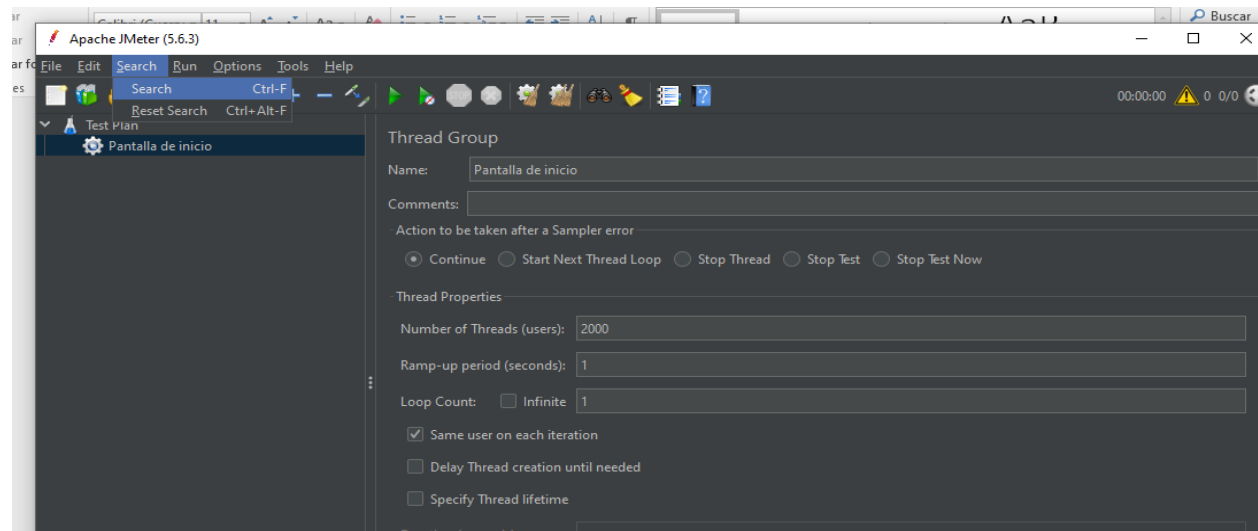 Buscar
Apache JMeter (5.6.3)
File Edit Search Run Options Tools Help
Search Ctrl-F
Reset Search Ctrl+Alt-F
00:00:00 0 0/0
Test Plan
Pantalla de inicio
Thread Group
Name: Pantalla de inicio
Comments:
Action to be taken after a Sampler error
Continue Start Next Thread Loop Stop Thread Stop Test Stop Test Now
Thread Properties
Number of Threads (users): 2000
Ramp-up period (seconds): 1
Loop Count: Infinite 1
Same user on each iteration
Delay Thread creation until needed
Specify Thread lifetime